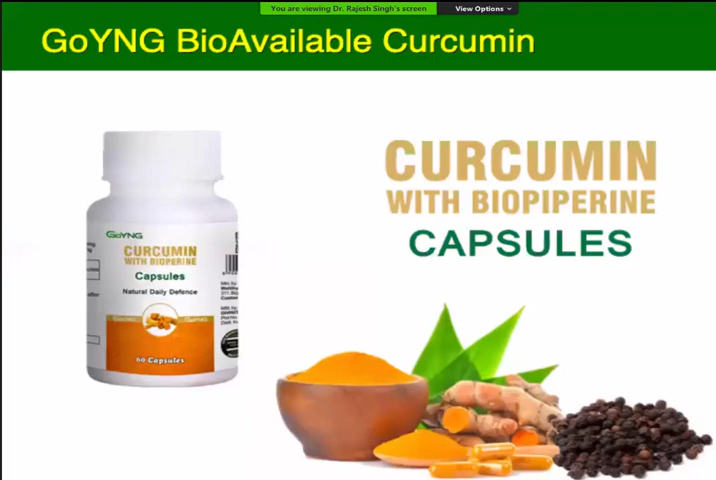 You are viewing Dr. Rajesh Singh's screen
View Options
GoYNG BioAvailable Curcumin
CURCUMIN
WITH BIOPIPERINE
CAPSULES
GoYNG
CURCUMIN
WITH BIOPERINE
Capsules
Natural Daily Defence
60 Capsules